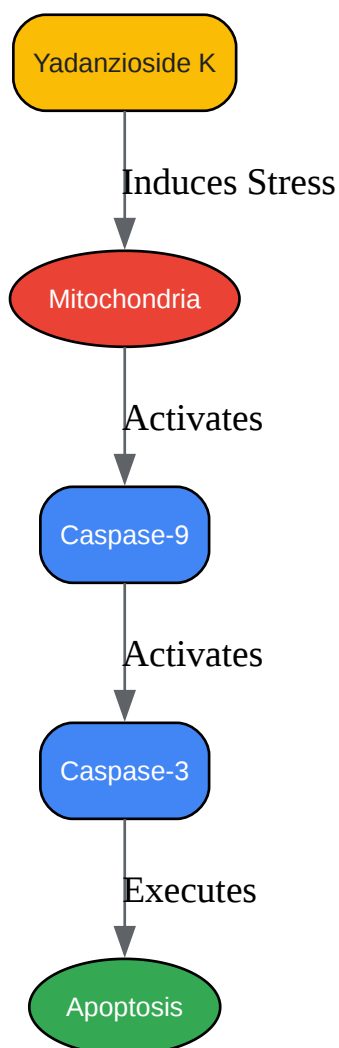 Yadanzioside K
Induces Stress
Mitochondria
Activates
Caspase-9
Activates
Caspase-3
Executes
Apoptosis